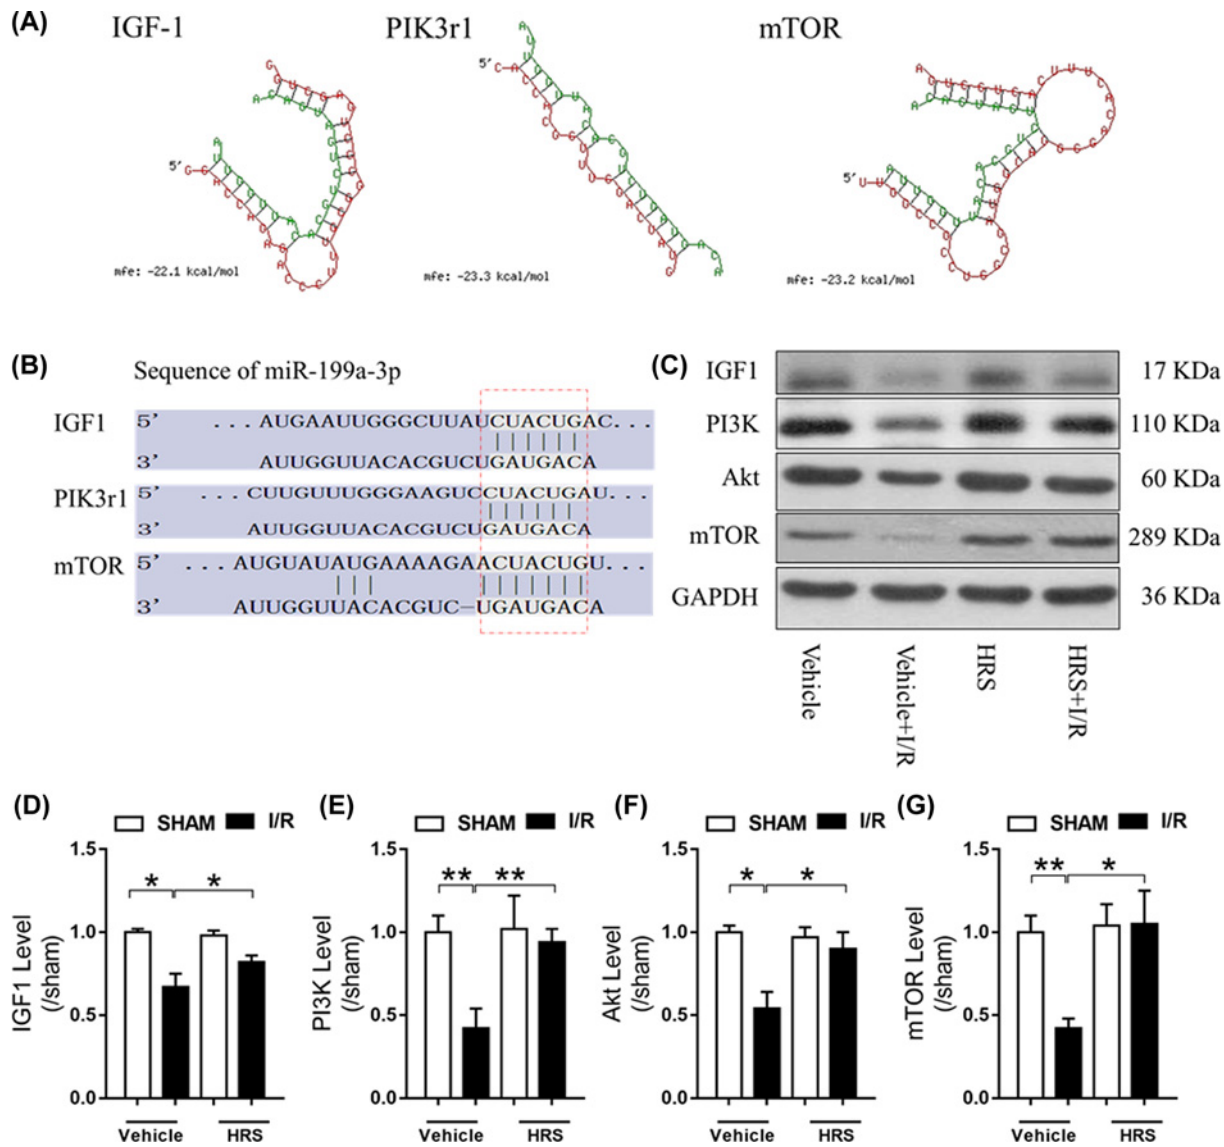 (A) IGF-1 PIK3r1 mTOR
5' 5' 5'
mfe: -22.1 kcal/mol mfe: -23.3 kcal/mol mfe: -23.2 kcal/mol
(B) Sequence of miR-199a-3p
IGF1 5’ ... AUGAAUUGGGCUUAUCUACUGAC...
3’ AUUGGUUACACGUCUGAUGACA
PIK3r1 5’ ... CUUGUUUGGGAAGUCCUACUGAU...
3’ AUUGGUUACACGUCUGAUGACA
mTOR ... AUGUAUAUGAAAAGAACUACUGU...
3’ AUUGGUUACACGUC-UGAUGACA
(C)
IGF1 17 KDa
PI3K 110 KDa
Akt 60 KDa
mTOR 289 KDa
GAPDH 36 KDa
Vehicle Vehicle+I/R HRS HRS+I/R
(D) SHAM I/R
IGF1 Level
(/sham)
1.5
* *
1.0
0.5
0.0
Vehicle HRS
(E) SHAM I/R
PI3K Level
(/sham)
1.5
** **
1.0
0.5
0.0
Vehicle HRS
(F) SHAM I/R
Akt Level
(/sham)
1.5
* *
1.0
0.5
0.0
Vehicle HRS
(G) SHAM I/R
mTOR Level
(/sham)
1.5
** *
1.0
0.5
0.0
Vehicle HRS